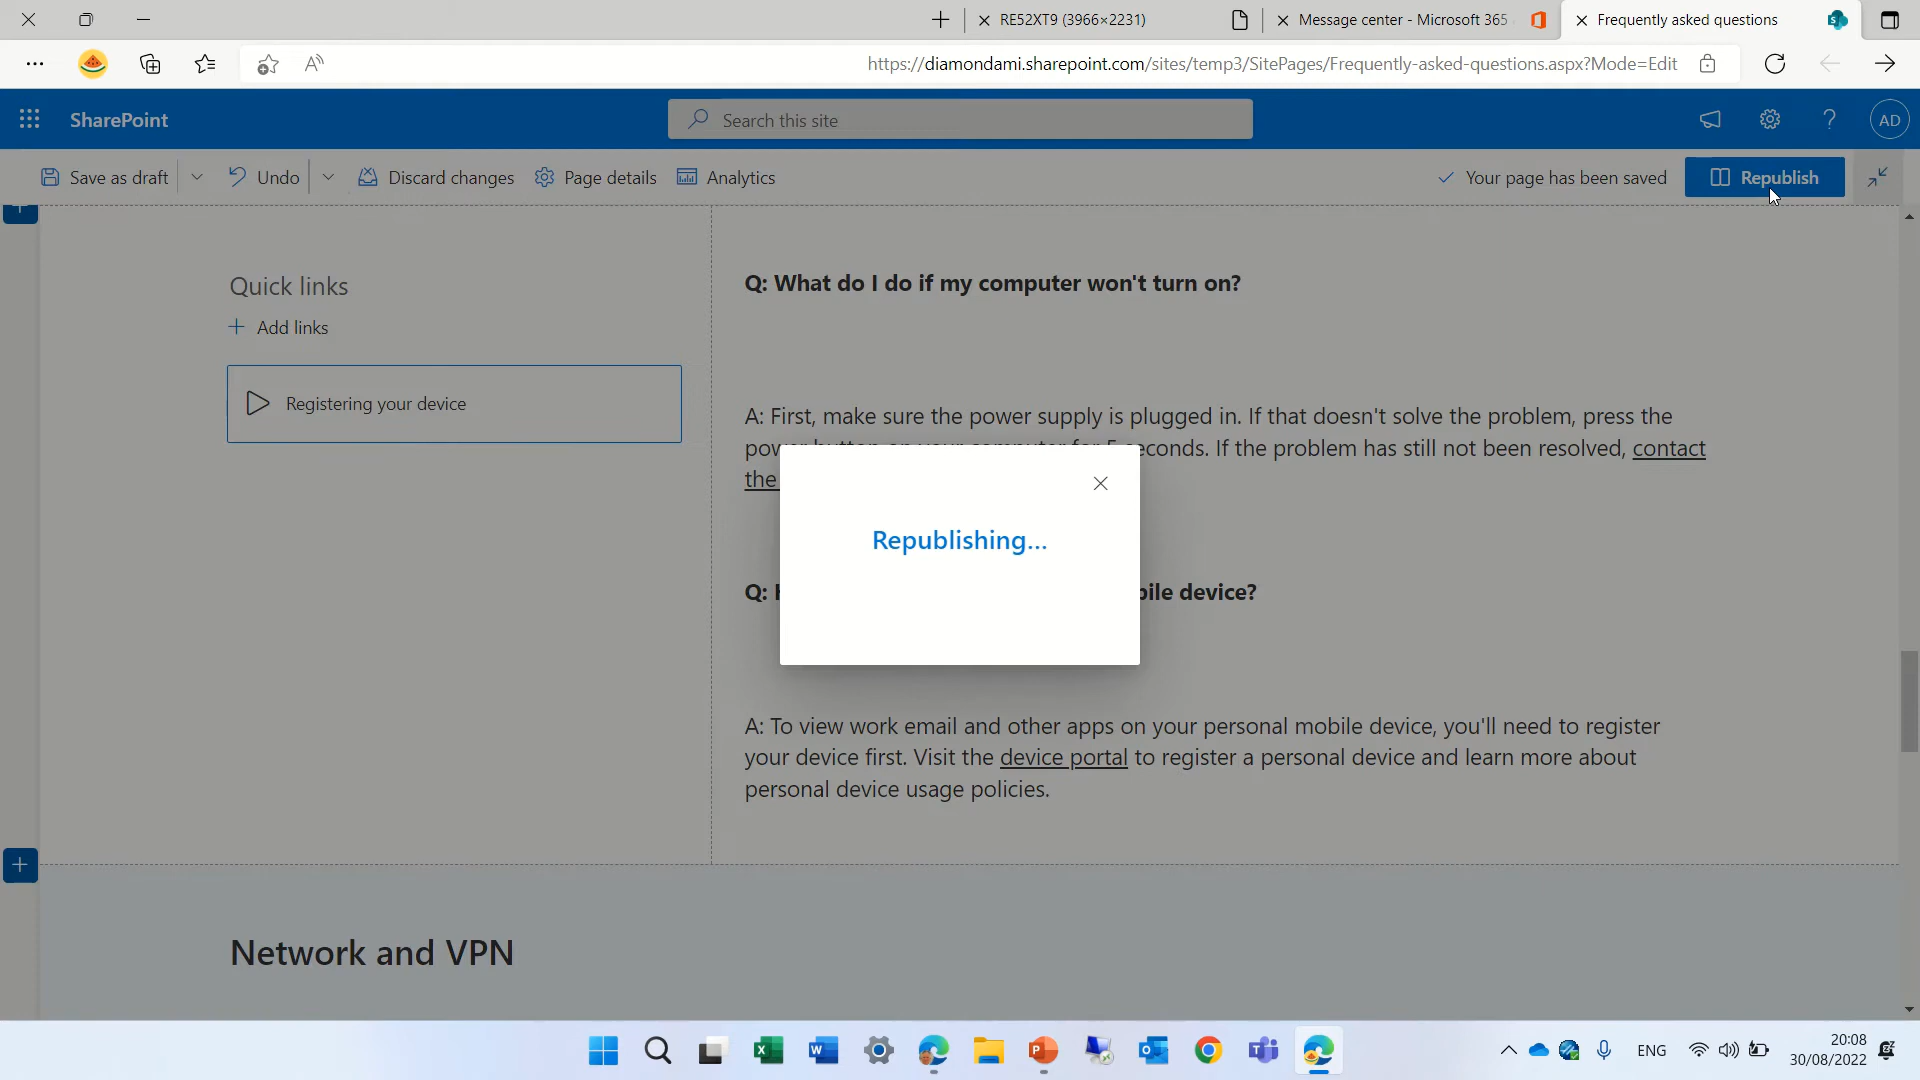 RE52XT9 (3966×2231)
Message center - Microsoft 365
Frequently asked questions
https://diamondami.sharepoint.com/sites/temp3/SitePages/Frequently-asked-questions.aspx?Mode=Edit
SharePoint
Search this site
AD
Save as draft
Undo
Discard changes
Page details
Analytics
Your page has been saved
Republish
Quick links
Add links
Registering your device
Q: What do I do if my computer won't turn on?
A: First, make sure the power supply is plugged in. If that doesn't solve the problem, press the
seconds. If the problem has still not been resolved, contact
the
Republishing...
Q: bile device?
A: To view work email and other apps on your personal mobile device, you'll need to register
your device first. Visit the device portal to register a personal device and learn more about
personal device usage policies.
Network and VPN
ENG
20:08
30/08/2022